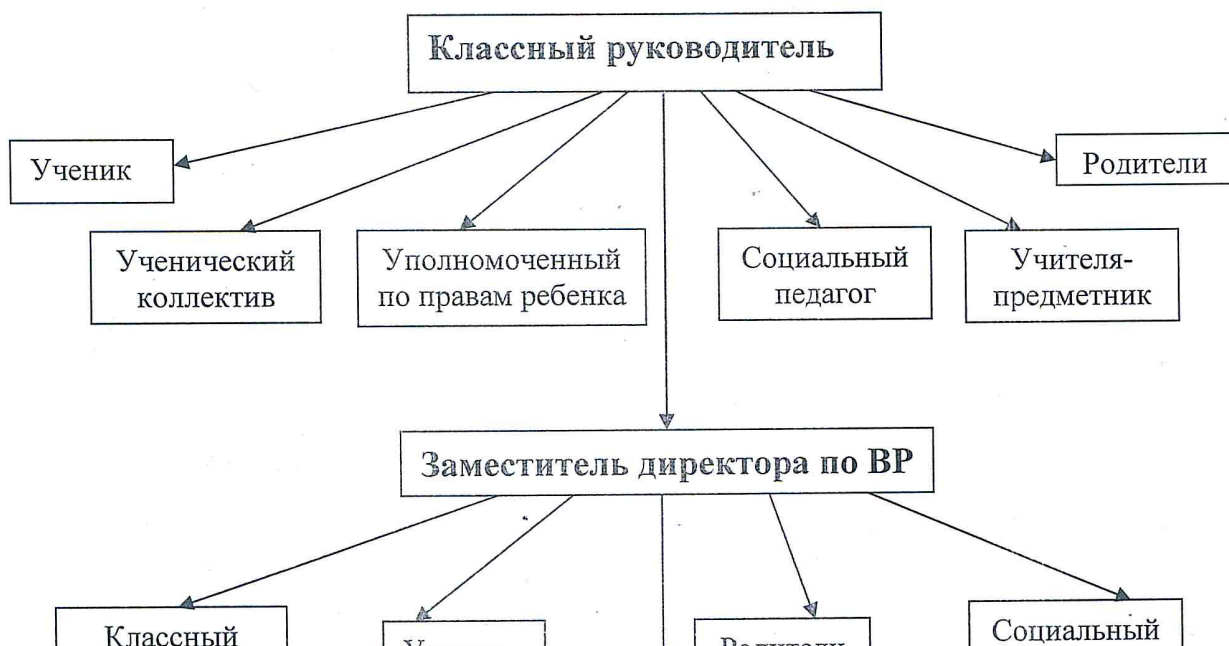 Классный руководитель
Ученик
Родители
Ученический
коллектив
Уполномоченный
по правам ребенка
Социальный
педагог
Учителя-
предметник
Заместитель директора по ВР
Классный
Родители
Социальный